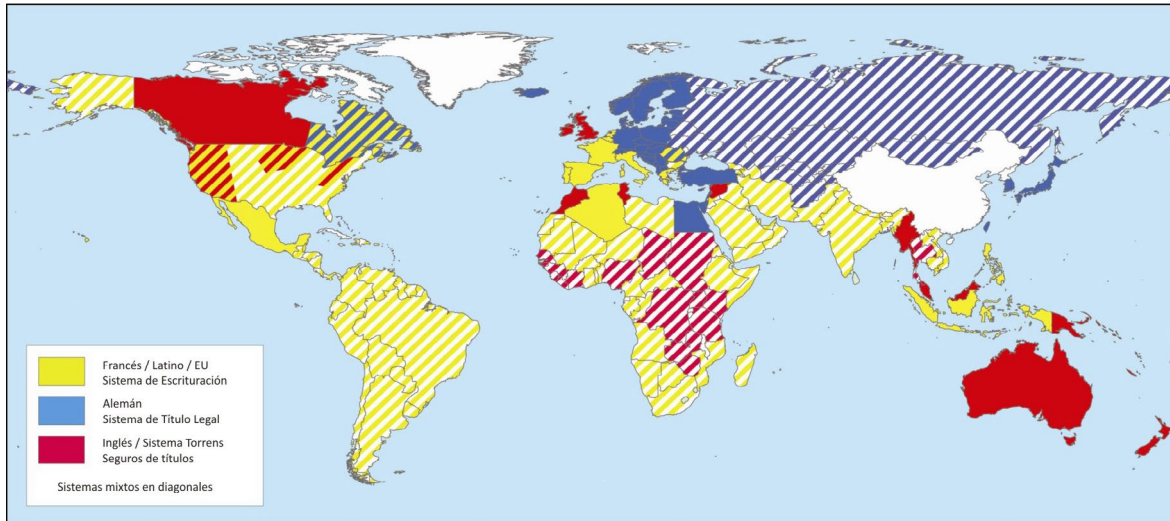 Francés / Latino / EU
Sistema de Escrituración
Alemán
Sistema de Título Legal
Inglés / Sistema Torrens
Seguros de títulos
Sistemas mixtos en diagonales